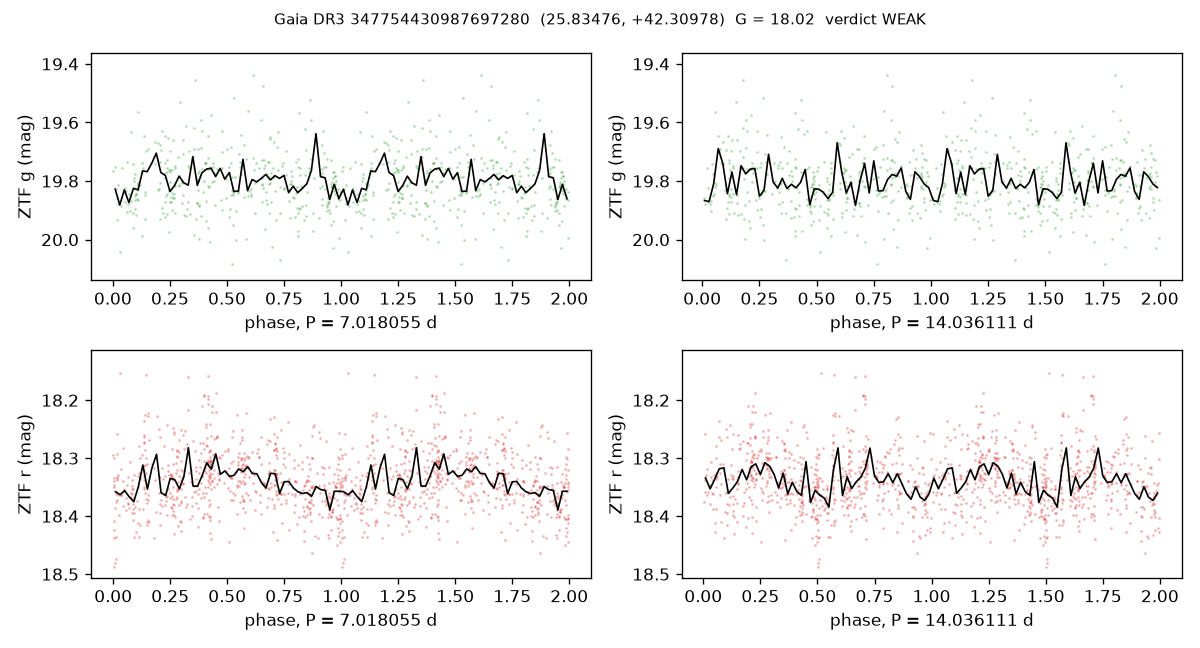 Gaia DR3 347754430987697280 (25.83476, +42.30978) G = 18.02 verdict WEAK
ZTF g (mag)
19.4
19.6
19.8
20.0
0.00 0.25 0.50 0.75 1.00 1.25 1.50 1.75 2.00
phase, P = 7.018055 d
ZTF g (mag)
19.4
19.6
19.8
20.0
0.00 0.25 0.50 0.75 1.00 1.25 1.50 1.75 2.00
phase, P = 14.036111 d
ZTF r (mag)
18.2
18.3
18.4
18.5
0.00 0.25 0.50 0.75 1.00 1.25 1.50 1.75 2.00
phase, P = 7.018055 d
ZTF r (mag)
18.2
18.3
18.4
18.5
0.00 0.25 0.50 0.75 1.00 1.25 1.50 1.75 2.00
phase, P = 14.036111 d